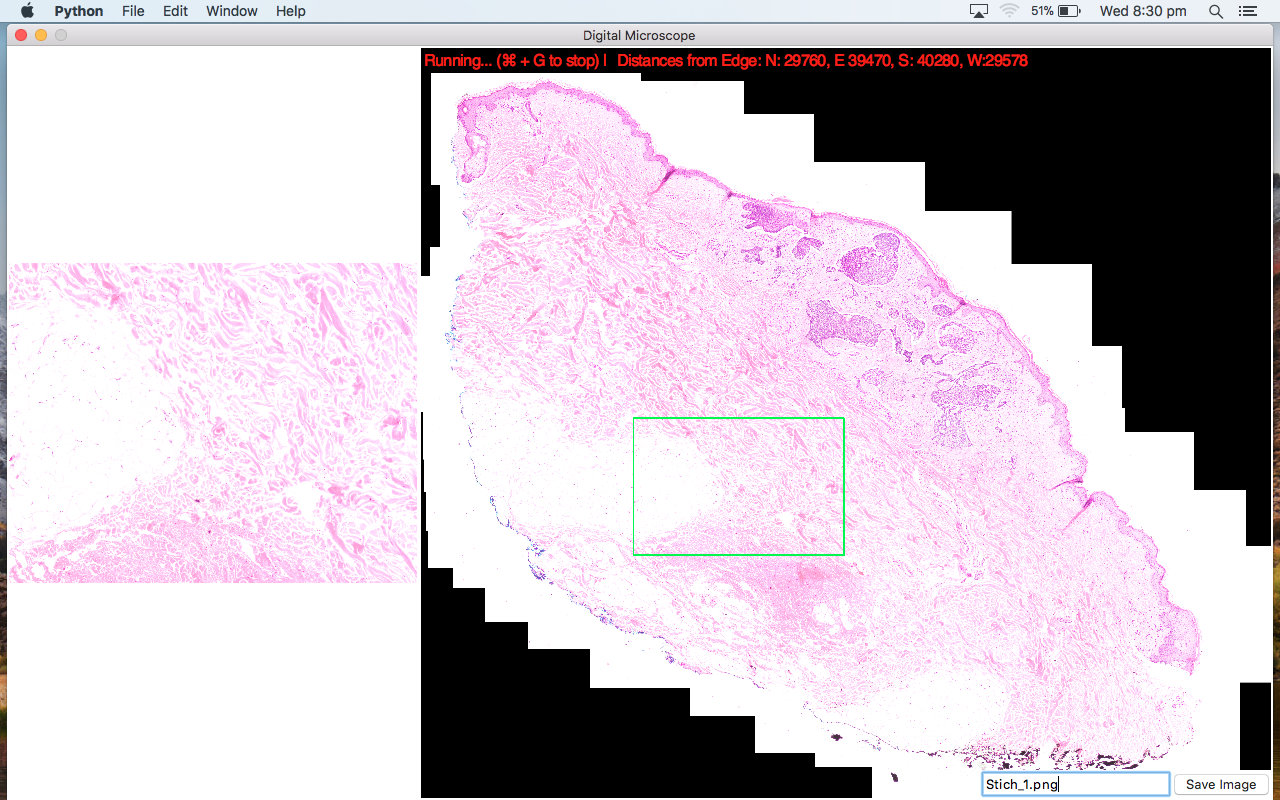 Python File Edit Window Help 51% Wed 8:30 pm
Digital Microscope
Running... (⌘ + G to stop) | Distances from Edge: N: 29760, E 39470, S: 40280, W:29578
Stich_1.png Save Image